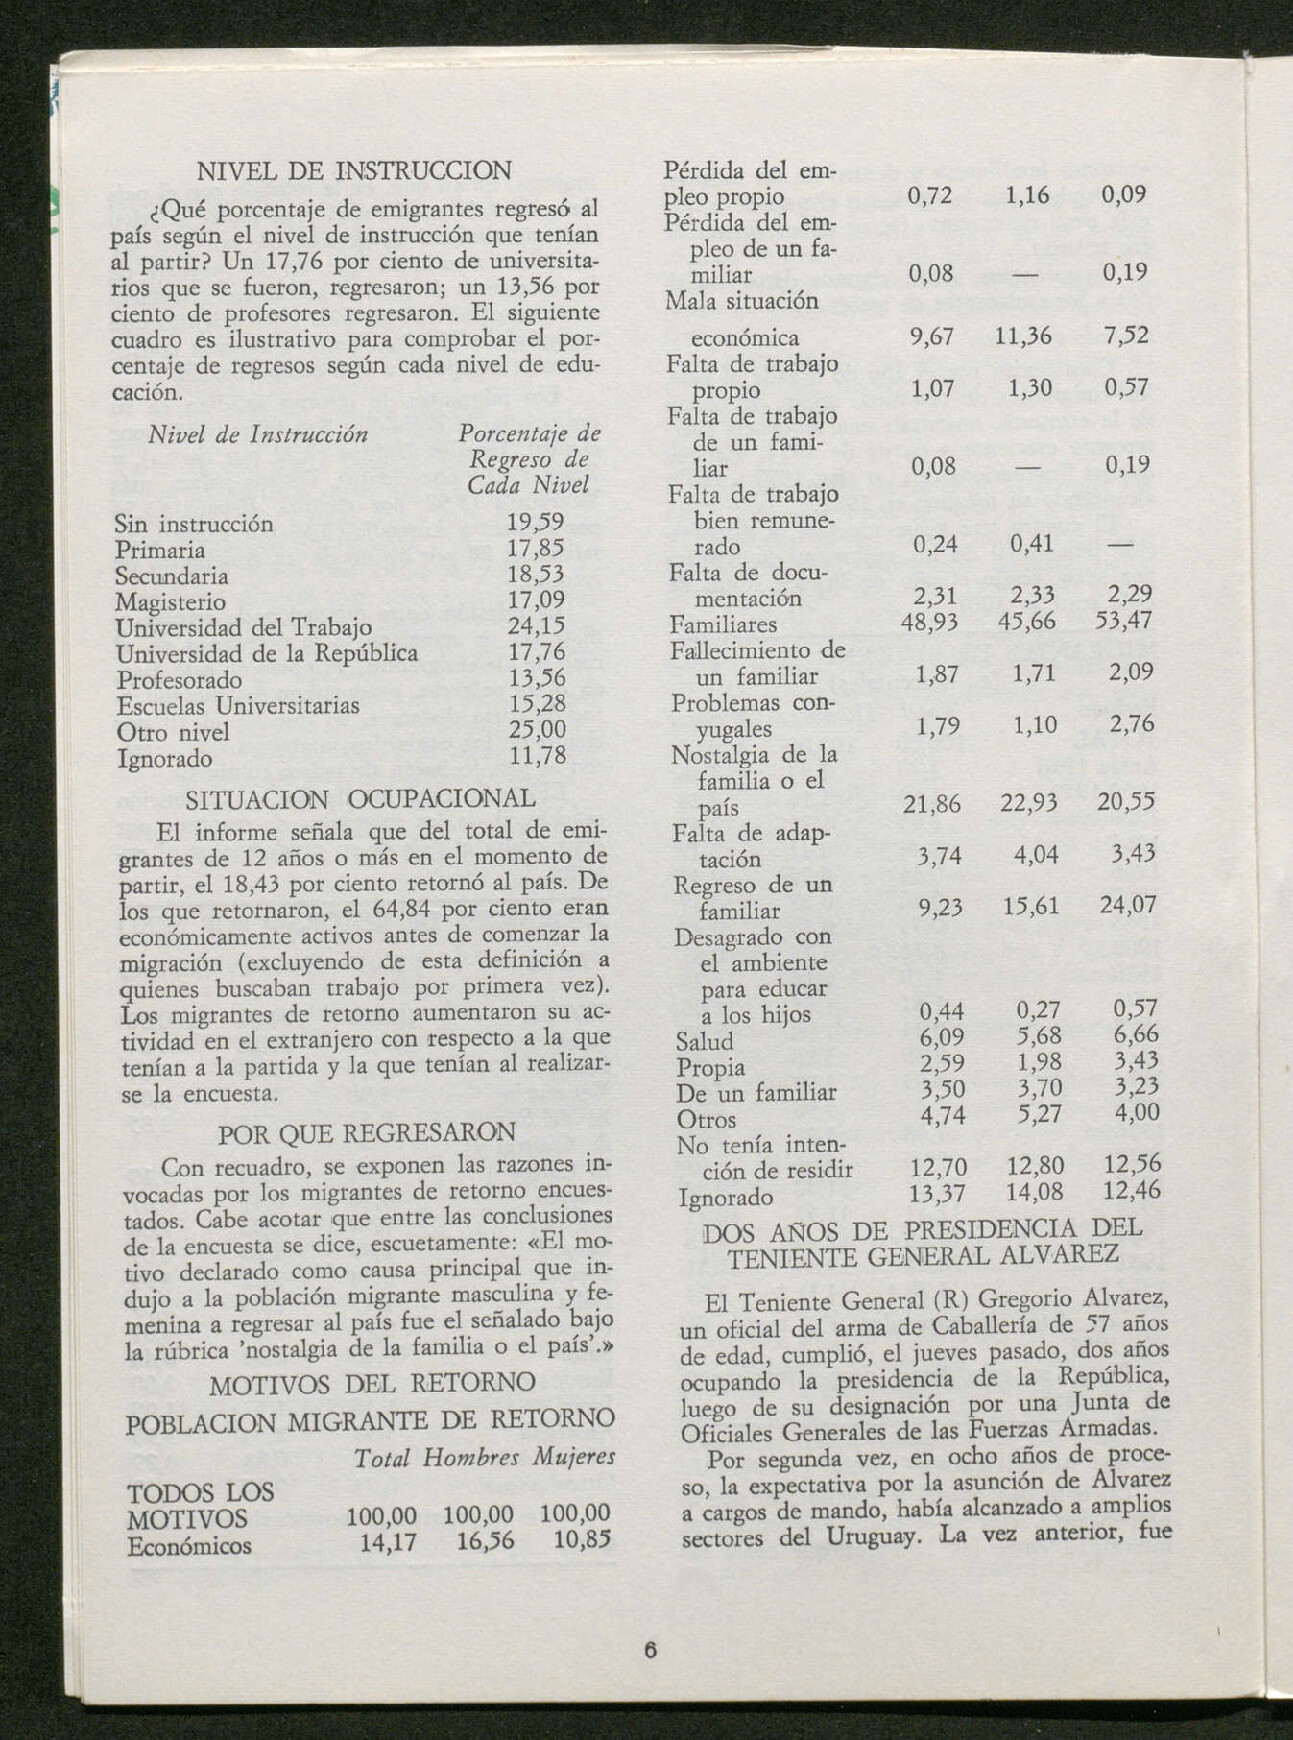 NIVEL DE INSTRUCCION
¿Qué porcentaje de emigrantes regresó al
país según el nivel de instrucción que tenían
al partir? Un 17,76 por ciento de universita-
rios que se fueron, regresaron; un 13,56 por
ciento de profesores regresaron. El siguiente
cuadro es ilustrativo para comprobar el por-
centaje de regresos según cada nivel de edu-
cación.
Nivel de Instrucción Porcentaje de
Regreso de
Cada Nivel
Sin instrucción 19,59
Primaria 17,85
Secundaria 18,53
Magisterio 17,09
Universidad del Trabajo 24,15
Universidad de la República 17,76
Profesorado 13,56
Escuelas Universitarias 15,28
Otro nivel 25,00
Ignorado 11,78
SITUACION OCUPACIONAL
El informe señala que del total de emi-
grantes de 12 años o más en el momento de
partir, el 18,43 por ciento retornó al país. De
los que retornaron, el 64,84 por ciento eran
económicamente activos antes de comenzar la
migración (excluyendo de esta definición a
quienes buscaban trabajo por primera vez).
Los migrantes de retorno aumentaron su ac-
tividad en el extranjero con respecto a la que
tenían a la partida y la que tenían al realizar-
se la encuesta.
POR QUE REGRESARON
Con recuadro, se exponen las razones in-
vocadas por los migrantes de retorno encues-
tados. Cabe acotar que entre las conclusiones
de la encuesta se dice, escuetamente: «El mo-
tivo declarado como causa principal que in-
dujo a la población migrante masculina y fe-
menina a regresar al país fue el señalado bajo
la rúbrica 'nostalgia de la familia o el país'.»
MOTIVOS DEL RETORNO
POBLACION MIGRANTE DE RETORNO
Total Hombres Mujeres
TODOS LOS
MOTIVOS 100,00 100,00 100,00
Económicos 14,17 16,56 10,85
Pérdida del em-
pleo propio 0,72 1,16 0,09
Pérdida del em-
pleo de un fa-
miliar 0,08 — 0,19
Mala situación
económica 9,67 11,36 7,52
Falta de trabajo
propio 1,07 1,30 0,57
Falta de trabajo
de un fami-
liar 0,08 — 0,19
Falta de trabajo
bien remune-
rado 0,24 0,41 —
Falta de docu-
mentación 2,31 2,33 2,29
Familiares 48,93 45,66 53,47
Fallecimiento de
un familiar 1,87 1,71 2,09
Problemas con-
yugales 1,79 1,10 2,76
Nostalgia de la
familia o el
país 21,86 22,93 20,55
Falta de adap-
tación 3,74 4,04 3,43
Regreso de un
familiar 9,23 15,61 24,07
Desagrado con
el ambiente
para educar
a los hijos 0,44 0,27 0,57
Salud 6,09 5,68 6,66
Propia 2,59 1,98 3,43
De un familiar 3,50 3,70 3,23
Otros 4,74 5,27 4,00
No tenía inten-
ción de residir 12,70 12,80 12,56
Ignorado 13,37 14,08 12,46
DOS AÑOS DE PRESIDENCIA DEL
TENIENTE GENERAL ALVAREZ
El Teniente General (R) Gregorio Alvarez,
un oficial del arma de Caballería de 57 años
de edad, cumplió, el jueves pasado, dos años
ocupando la presidencia de la República,
luego de su designación por una Junta de
Oficiales Generales de las Fuerzas Armadas.
Por segunda vez, en ocho años de proce-
so, la expectativa por la asunción de Alvarez
a cargos de mando, había alcanzado a amplios
sectores del Uruguay. La vez anterior, fue
6